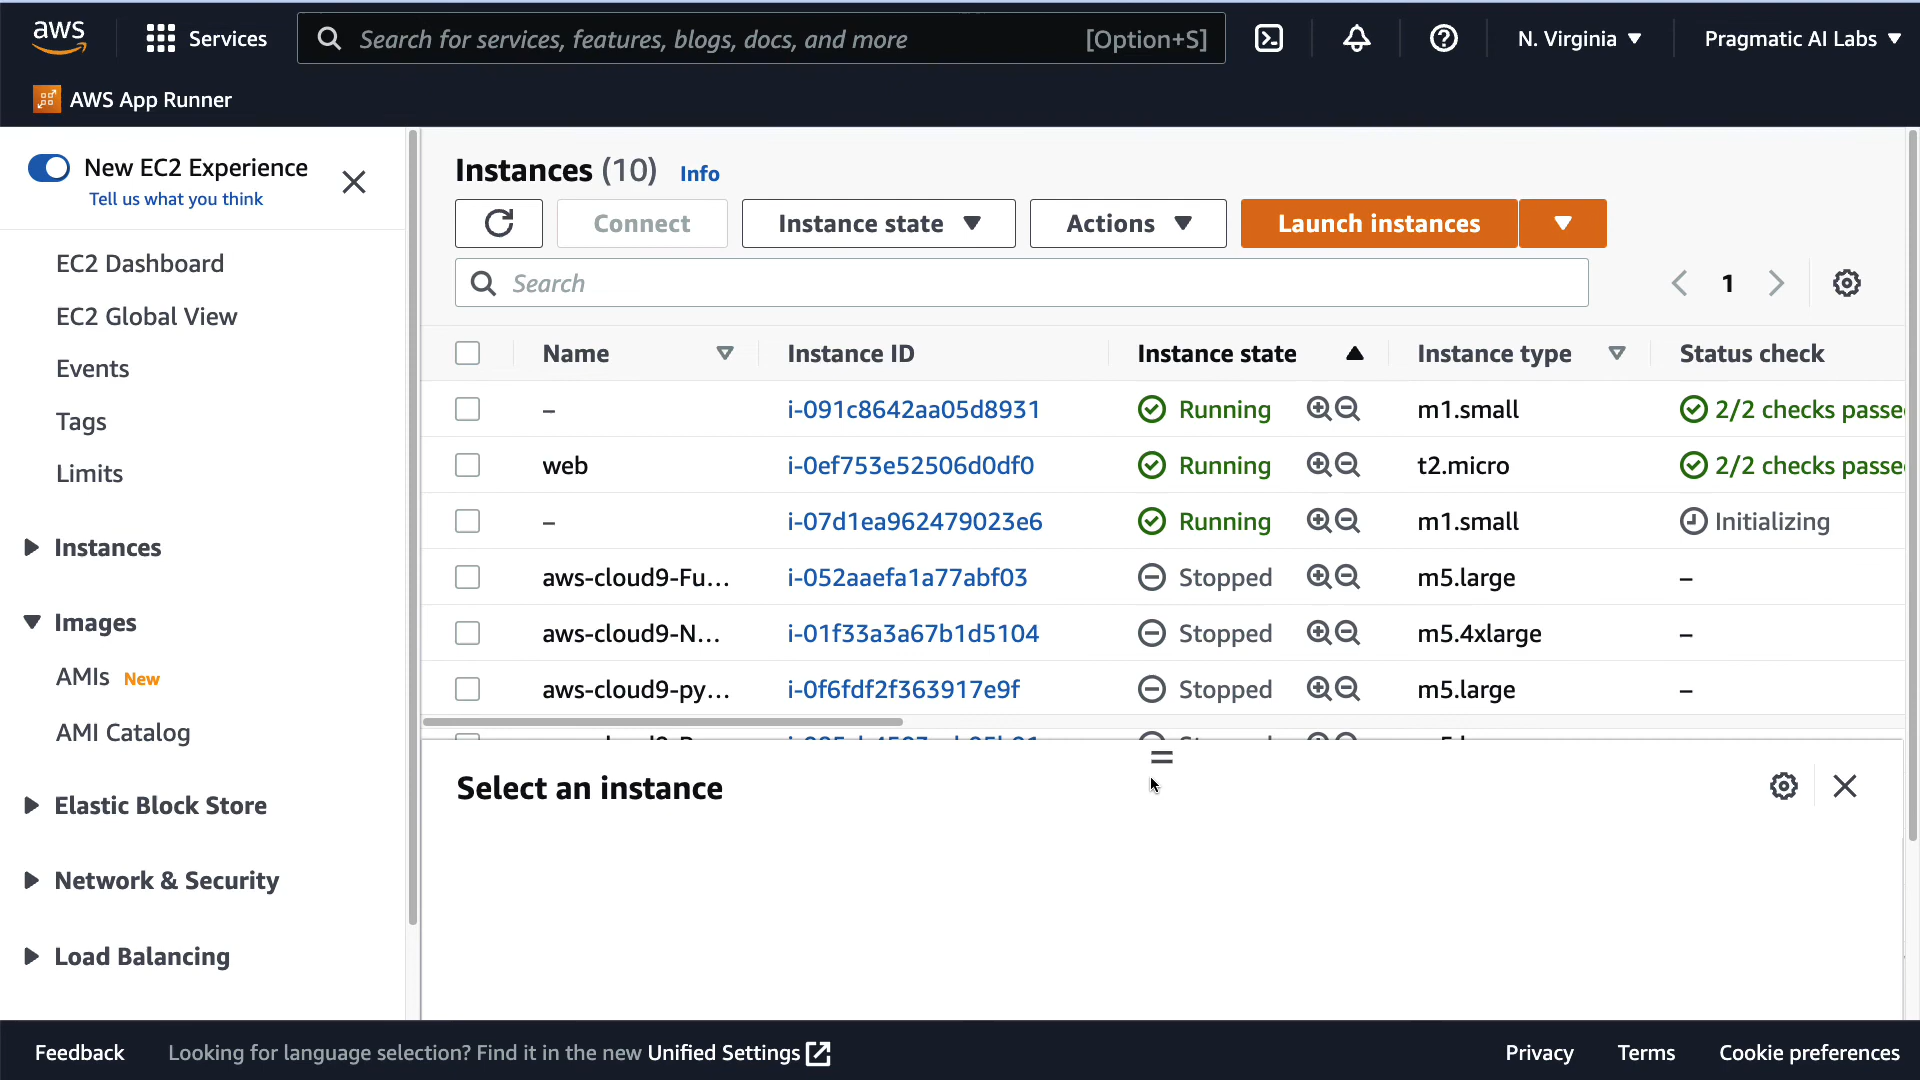 aws
Services
Search for services, features, blogs, docs, and more [Option+S]
N. Virginia
Pragmatic AI Labs
AWS App Runner
New EC2 Experience
Tell us what you think
EC2 Dashboard
EC2 Global View
Events
Tags
Limits
Instances
Images
AMIs New
AMI Catalog
Elastic Block Store
Network & Security
Load Balancing
Instances (10) Info
Connect
Instance state
Actions
Launch instances
Search
1
Name Instance ID Instance state Instance type Status check
– i-091c8642aa05d8931 Running m1.small 2/2 checks passe
web i-0ef753e52506d0df0 Running t2.micro 2/2 checks passe
– i-07d1ea962479023e6 Running m1.small Initializing
aws-cloud9-Fu... i-052aaefa1a77abf03 Stopped m5.large –
aws-cloud9-N... i-01f33a3a67b1d5104 Stopped m5.4xlarge –
aws-cloud9-py... i-0f6fdf2f363917e9f Stopped m5.large –
Select an instance
Feedback
Looking for language selection? Find it in the new Unified Settings
Privacy
Terms
Cookie preferences